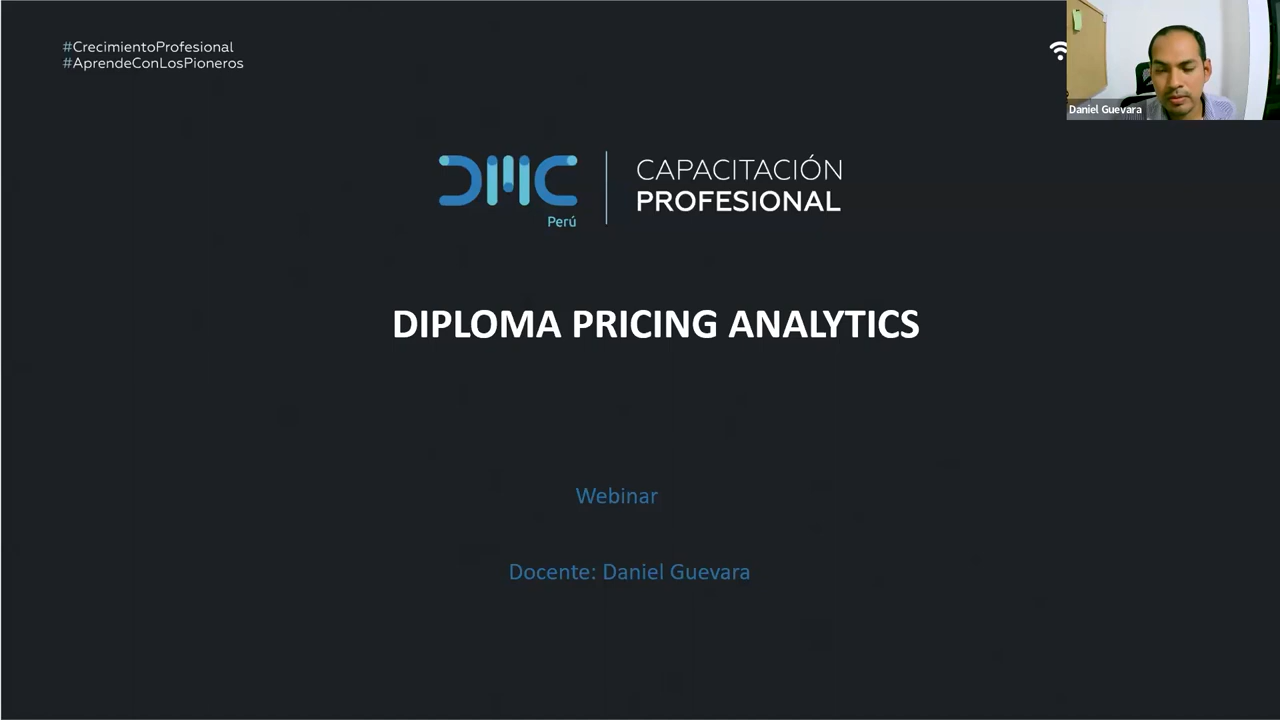 #CrecimientoProfesional
#AprendeConLosPioneros
Daniel Guevara
DMC
Perú
CAPACITACIÓN
PROFESIONAL
DIPLOMA PRICING ANALYTICS
Webinar
Docente: Daniel Guevara